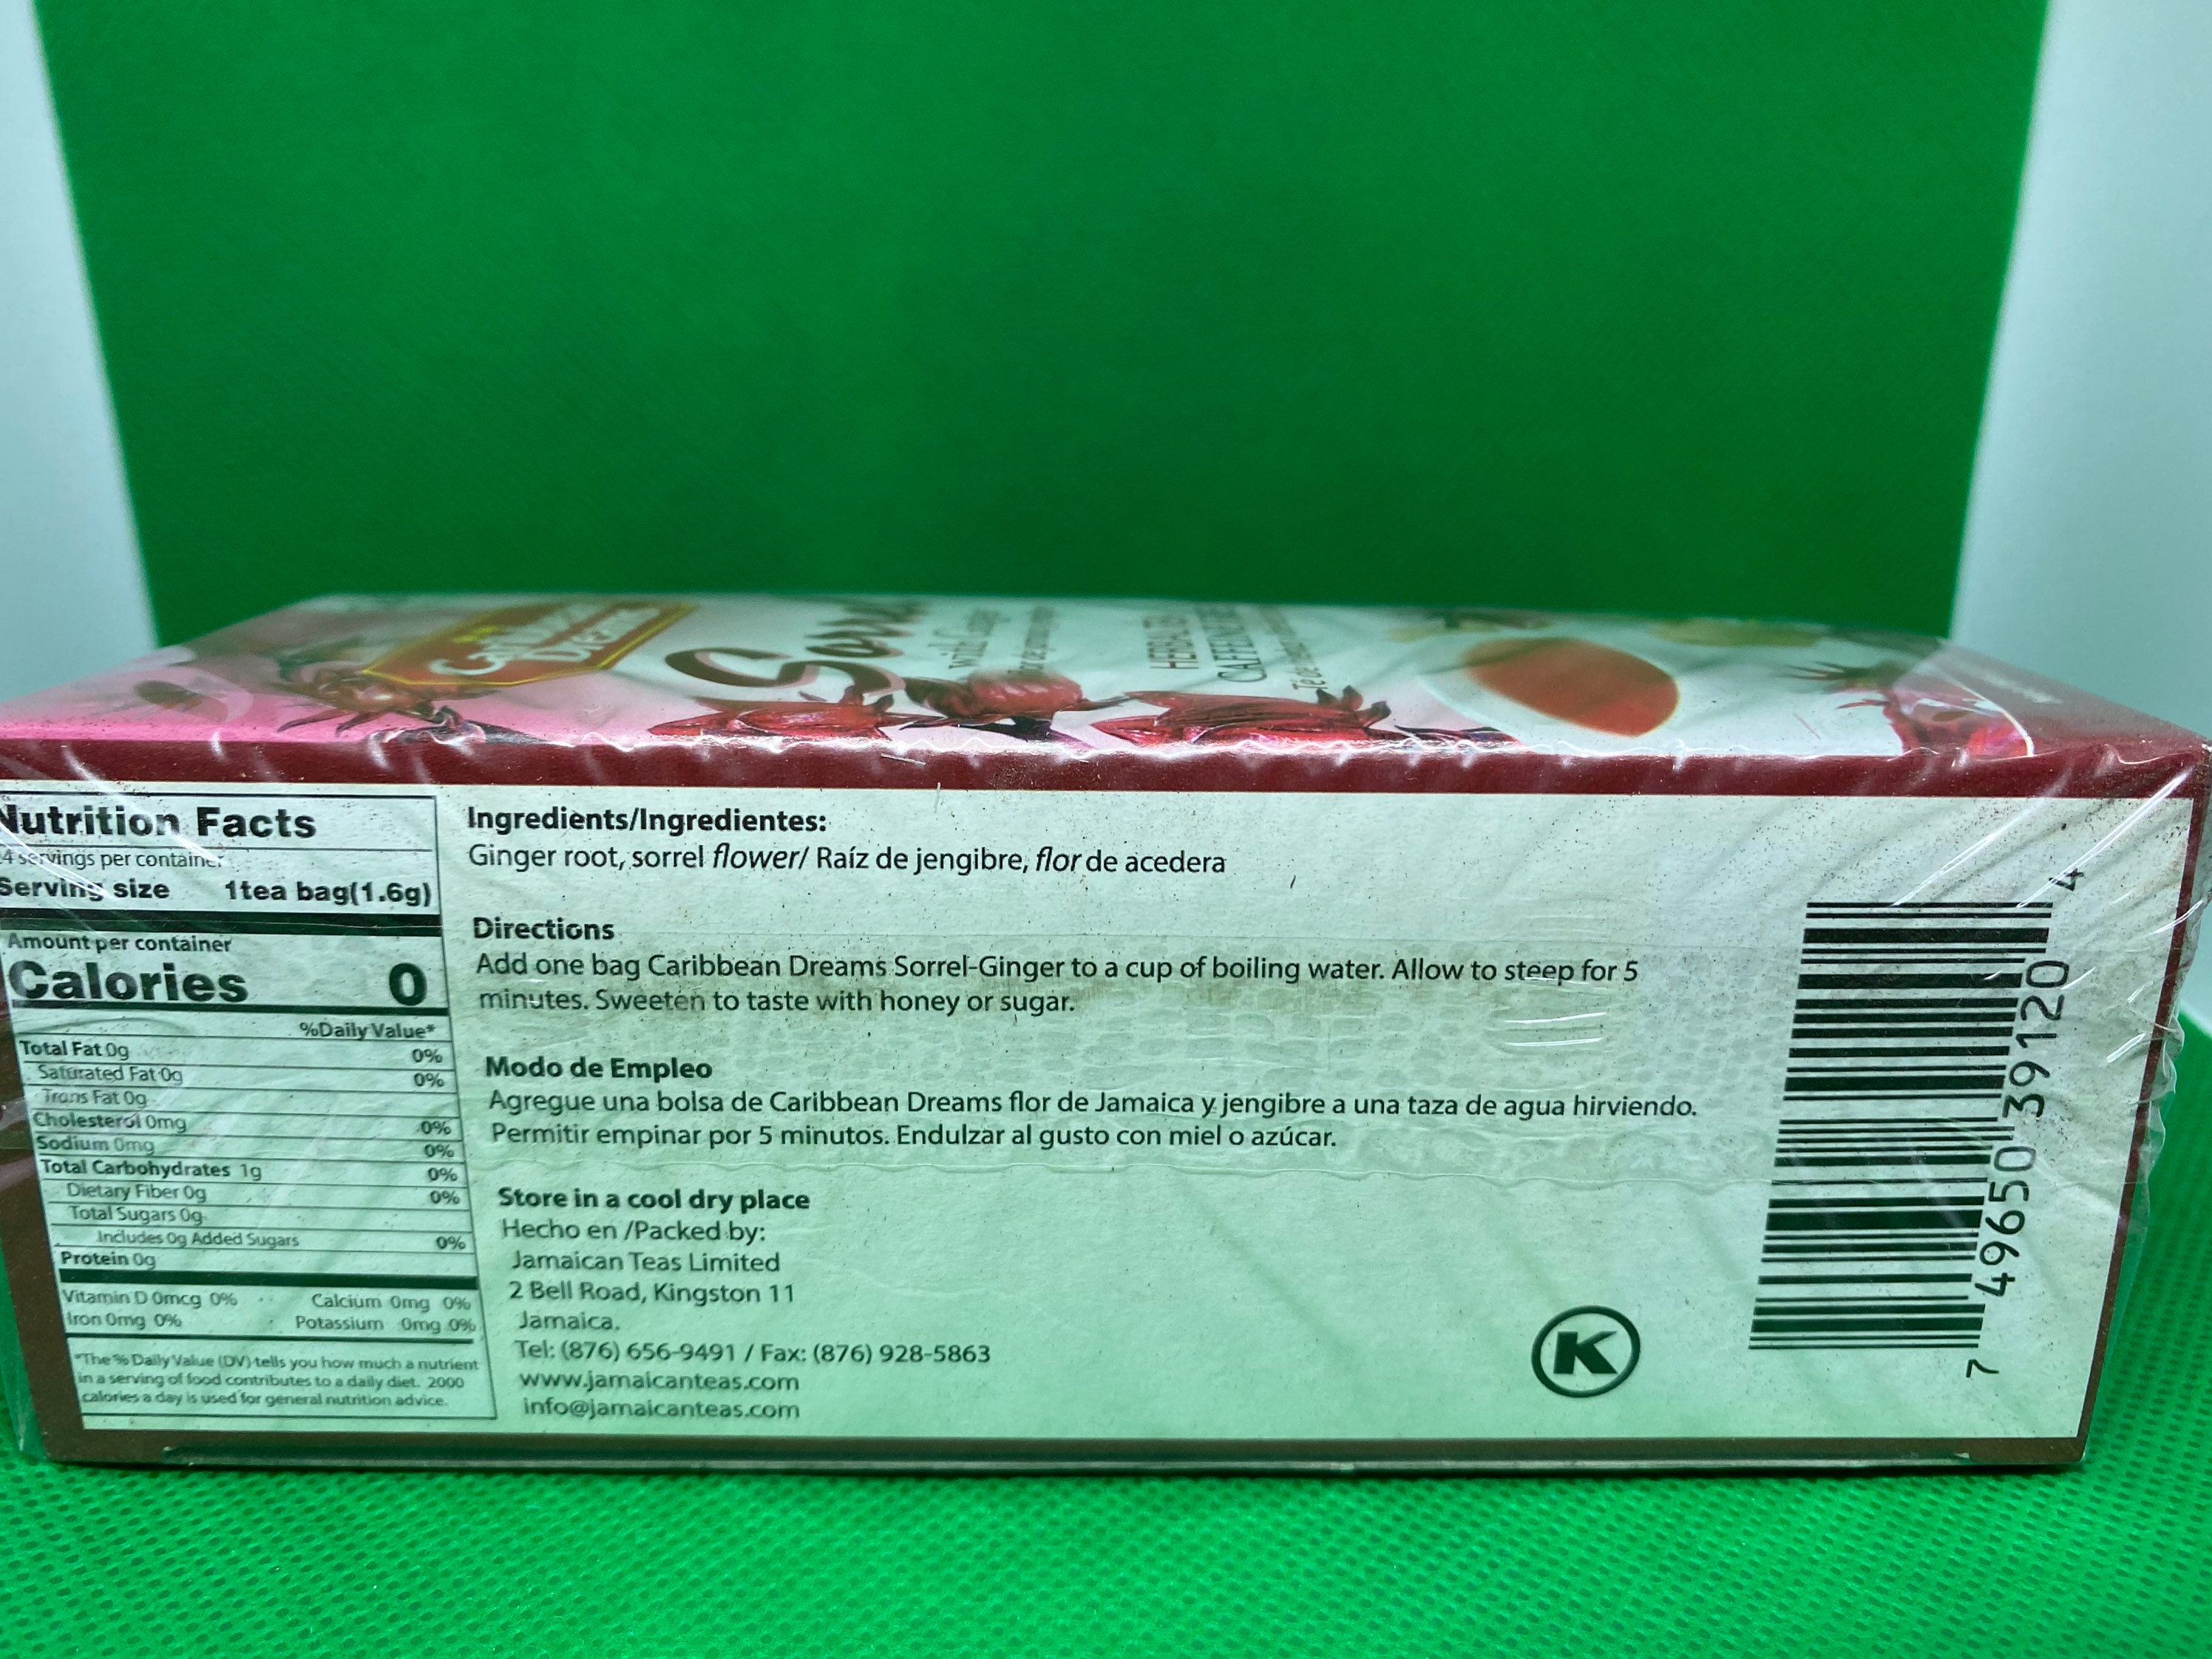 Caribbean
Dreams
HERBAL TEA
Nutrition Facts
servings per container
Serving size 1tea bag(1.6g)
Amount per container
Calories 0
%Daily Value*
Total Fat 0g 0%
Saturated Fat 0g 0%
Trans Fat 0g
Cholesterol 0mg 0%
Sodium 0mg 0%
Total Carbohydrates 1g 0%
Dietary Fiber 0g 0%
Total Sugars 0g
Includes 0g Added Sugars 0%
Protein 0g
Vitamin D 0mcg 0% Calcium 0mg 0%
Iron 0mg 0% Potassium 0mg 0%
*The % Daily Value (DV) tells you how much a nutrient
in a serving of food contributes to a daily diet. 2000
calories a day is used for general nutrition advice.
Ingredients/Ingredientes:
Ginger root, sorrel flower/ Raíz de jengibre, flor de acedera
Directions
Add one bag Caribbean Dreams Sorrel-Ginger to a cup of boiling water. Allow to steep for 5
minutes. Sweeten to taste with honey or sugar.
Modo de Empleo
Agregue una bolsa de Caribbean Dreams flor de Jamaica y jengibre a una taza de agua hirviendo.
Permitir empinar por 5 minutos. Endulzar al gusto con miel o azúcar.
Store in a cool dry place
Hecho en /Packed by:
Jamaican Teas Limited
2 Bell Road, Kingston 11
Jamaica.
Tel: (876) 656-9491 / Fax: (876) 928-5863
www.jamaicanteas.com
info@jamaicanteas.com
K
7 49650 39120 4